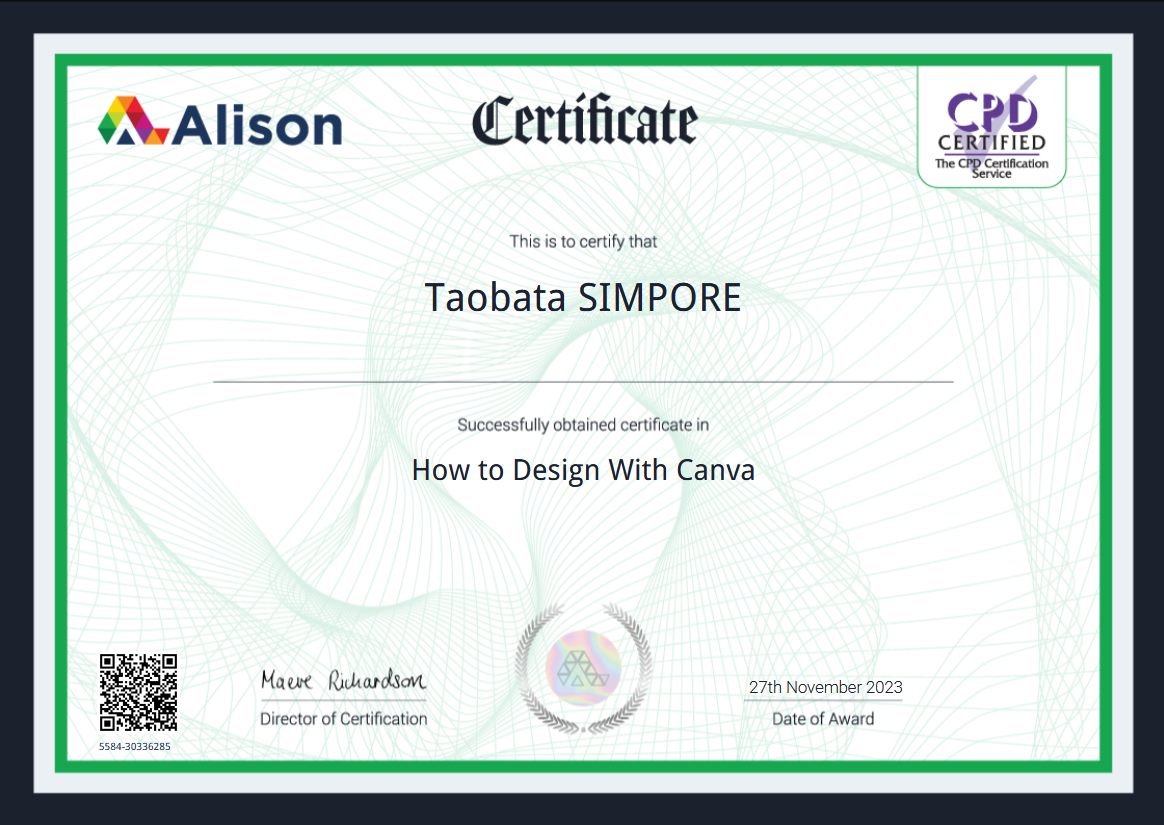 Alison
Certificate
CPD
CERTIFIED
The CPD Certification
Service
This is to certify that
Taobata SIMPORE
Successfully obtained certificate in
How to Design With Canva
Maeve Richardson
Director of Certification
27th November 2023
Date of Award
5584-30336285